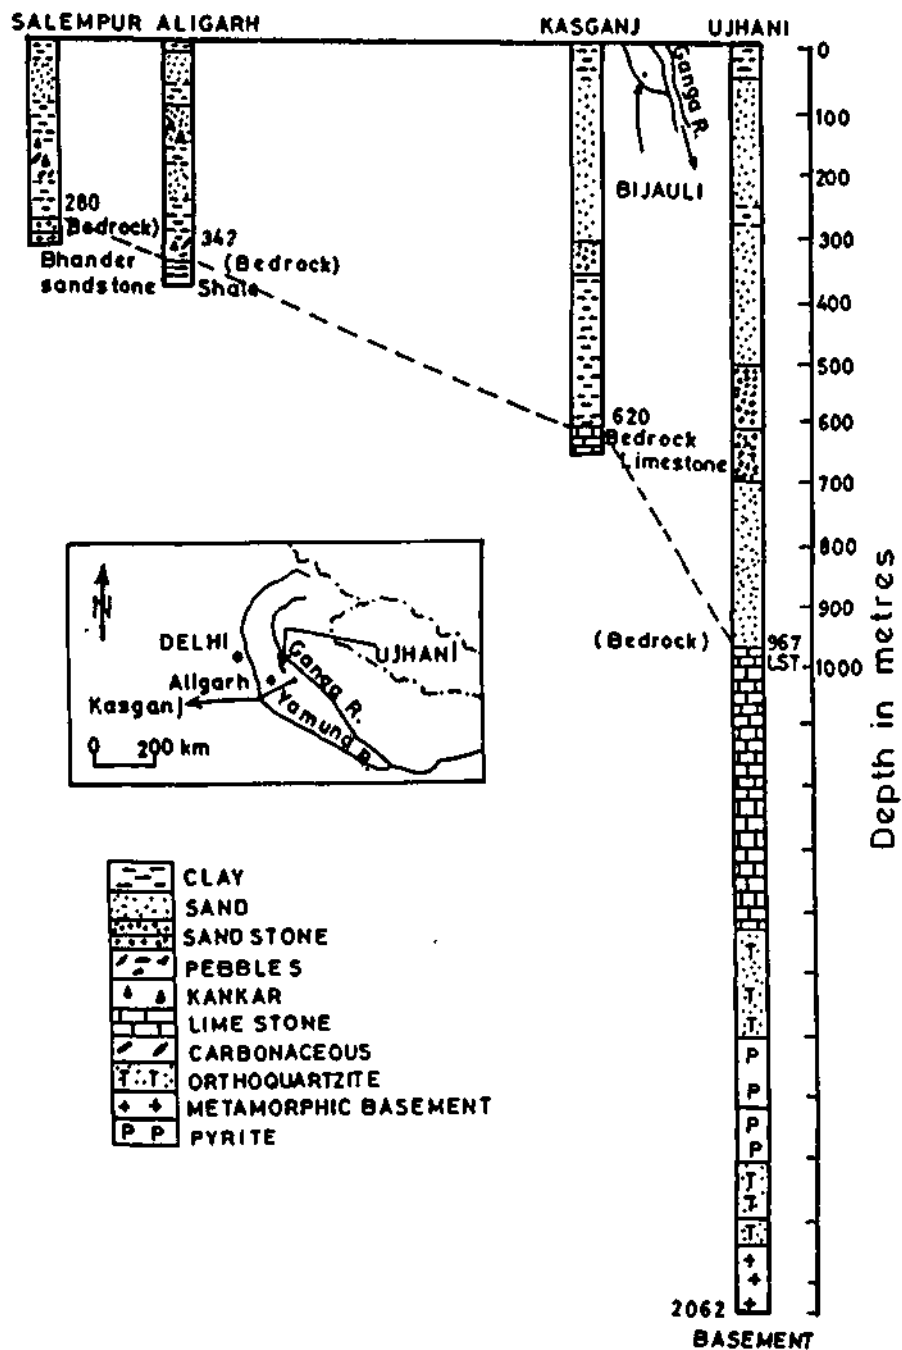 SALEMPUR ALIGARH KASGANJ UJHANI
0
100
200
300
400
500
600
700
800
900
1000
Depth in metres
Ganga R.
BIJAULI
280
(Bedrock)
Bhander
sandstone
347
(Bedrock)
Shale
620
Bedrock
Limestone
(Bedrock)
967
LST.
N
DELHI
UJHANI
Aligarh
Kasganj
Ganga R.
Yamuna R.
0 200 km
CLAY
SAND
SAND STONE
PEBBLES
KANKAR
LIME STONE
CARBONACEOUS
T T ORTHOQUARTZITE
METAMORPHIC BASEMENT
P P PYRITE
T
T
T
P
P
P
P
T
T
T
2062
BASEMENT